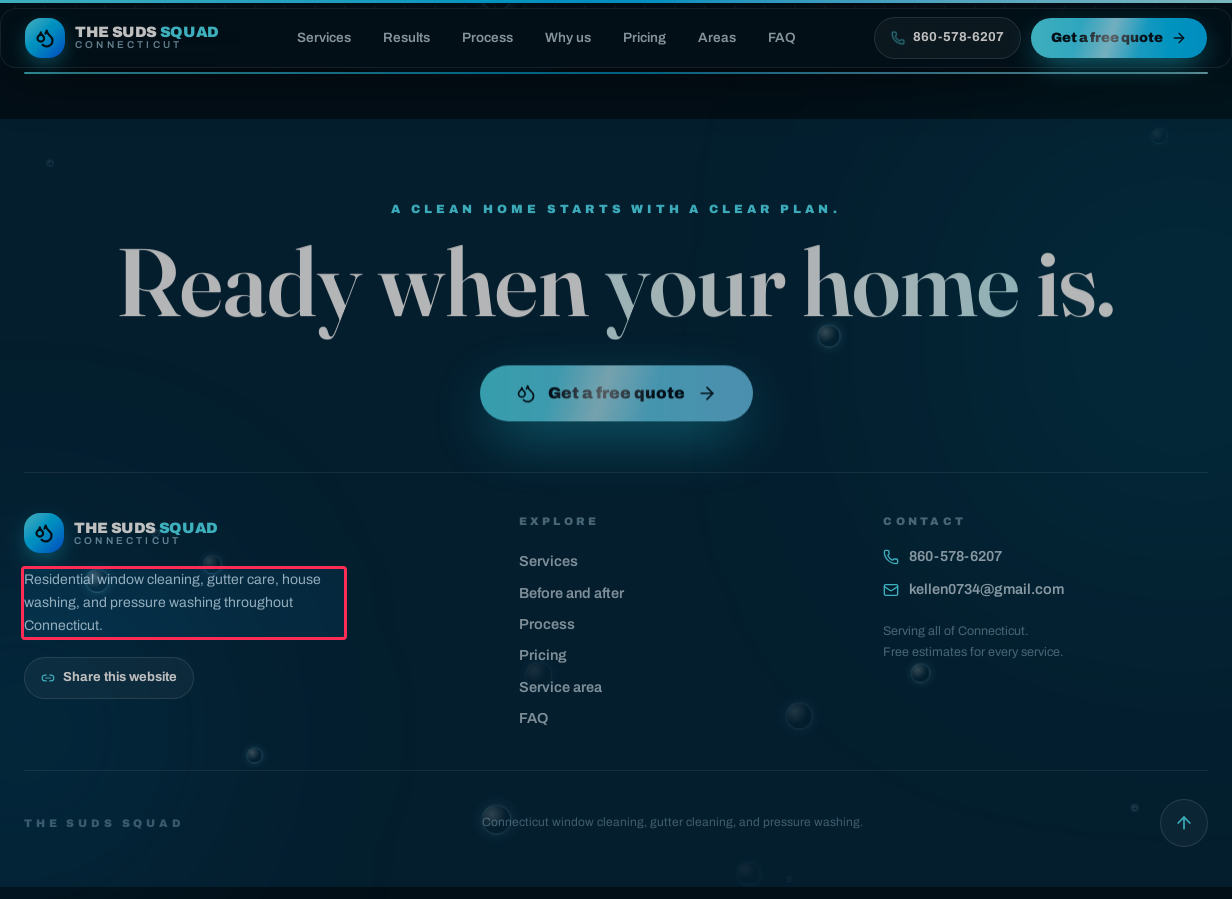 THE SUDS SQUAD
CONNECTICUT
Services
Results
Process
Why us
Pricing
Areas
FAQ
860-578-6207
Get a free quote
A CLEAN HOME STARTS WITH A CLEAR PLAN.
Ready when your home is.
Get a free quote
THE SUDS SQUAD
CONNECTICUT
Residential window cleaning, gutter care, house
washing, and pressure washing throughout
Connecticut.
Share this website
EXPLORE
Services
Before and after
Process
Pricing
Service area
FAQ
CONTACT
860-578-6207
kellen0734@gmail.com
Serving all of Connecticut.
Free estimates for every service.
THE SUDS SQUAD
Connecticut window cleaning, gutter cleaning, and pressure washing.